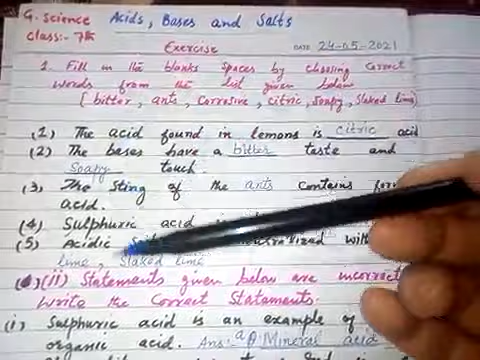 G. Science Acids, Bases and Salts
Class:- 7th
Exercise DATE 24-05-2021
1. Fill in the blanks spaces by choosing Correct
words from the list given below
[bitter, ants, Corrosive, citric, soapy, Slaked lime
(1) The acid found in lemons is citric acid
(2) The bases have a bitter taste and
Soapy touch.
(3) The Sting of the ants contains
acid.
(4) Sulphuric acid
(5) Acidic
lime, Slaked lime
(ii) Statements given below are incorrect
Write the Correct Statements.
(i) Sulphuric acid is an example of
organic acid. Ans:- Mineral acid